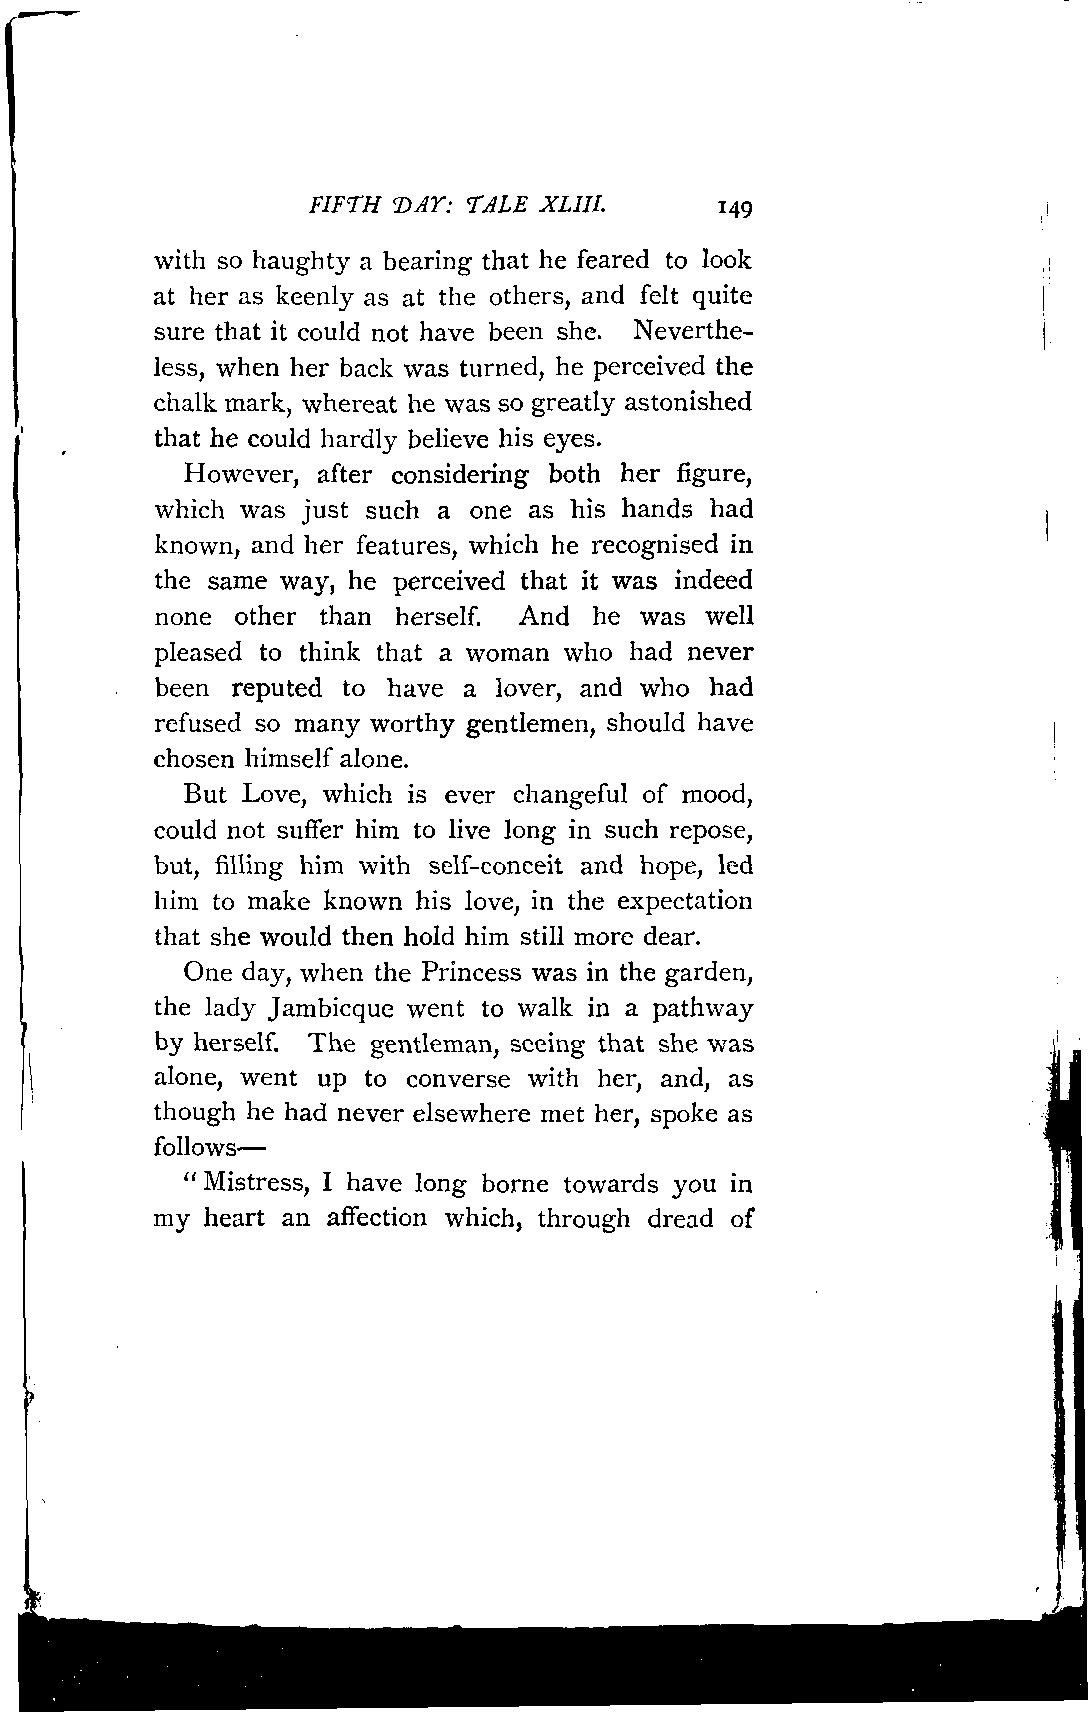 FIFTH DAY: TALE XLIII. 149
with so haughty a bearing that he feared to look
at her as keenly as at the others, and felt quite
sure that it could not have been she. Neverthe-
less, when her back was turned, he perceived the
chalk mark, whereat he was so greatly astonished
that he could hardly believe his eyes.
However, after considering both her figure,
which was just such a one as his hands had
known, and her features, which he recognised in
the same way, he perceived that it was indeed
none other than herself. And he was well
pleased to think that a woman who had never
been reputed to have a lover, and who had
refused so many worthy gentlemen, should have
chosen himself alone.
But Love, which is ever changeful of mood,
could not suffer him to live long in such repose,
but, filling him with self-conceit and hope, led
him to make known his love, in the expectation
that she would then hold him still more dear.
One day, when the Princess was in the garden,
the lady Jambicque went to walk in a pathway
by herself. The gentleman, seeing that she was
alone, went up to converse with her, and, as
though he had never elsewhere met her, spoke as
follows—
“Mistress, I have long borne towards you in
my heart an affection which, through dread of